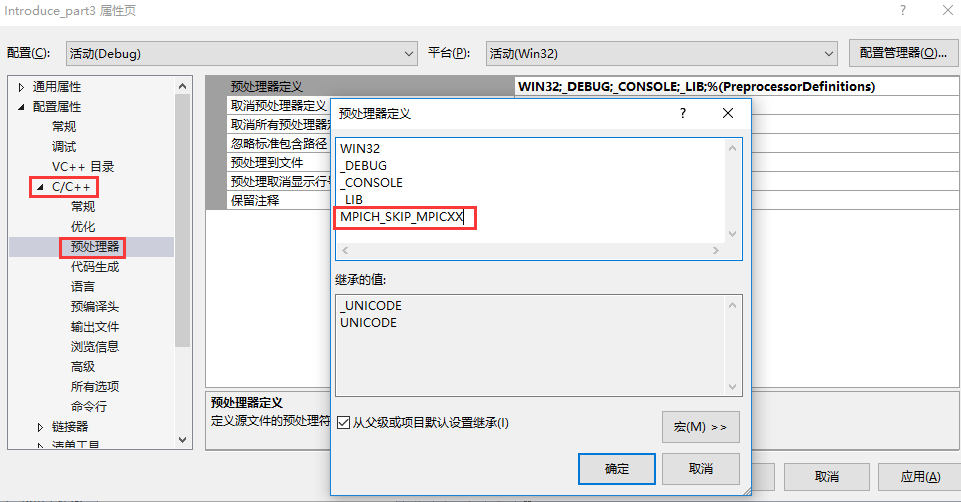 Introduce_part3 属性页
?
配置(C):
活动(Debug)
平台(P):
活动(Win32)
配置管理器(O)...
通用属性
配置属性
常规
调试
VC++ 目录
C/C++
常规
优化
预处理器
代码生成
语言
预编译头
输出文件
浏览信息
高级
所有选项
命令行
链接器
清单工具
预处理器定义
WIN32;_DEBUG;_CONSOLE;_LIB;%(PreprocessorDefinitions)
取消预处理器定义
取消所有预处理器定
忽略标准包含路径
预处理到文件
预处理取消显示行号
保留注释
预处理器定义
定义源文件的预处理符
预处理器定义
?
WIN32
_DEBUG
_CONSOLE
_LIB
MPICH_SKIP_MPICXX
继承的值:
_UNICODE
UNICODE
从父级或项目默认设置继承(I)
宏(M) >>
确定
取消
取消
应用(A)